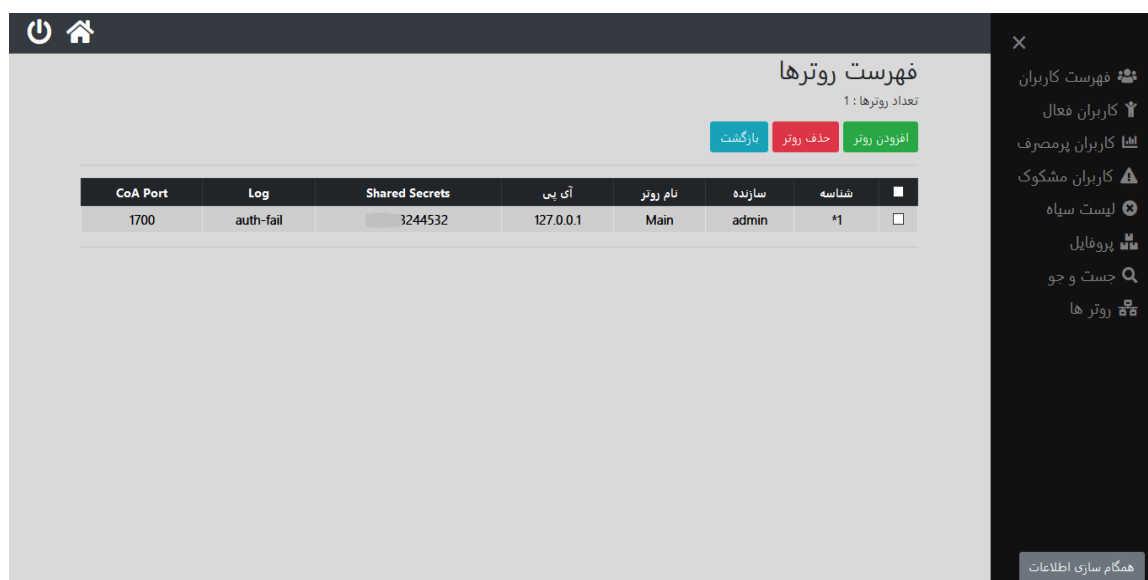 فهرست روترها
تعداد روترها : 1
افزودن روتر حذف روتر بازگشت
شناسه سازنده نام روتر آی پی Shared Secrets Log CoA Port
*1 admin Main 127.0.0.1 3244532 auth-fail 1700
فهرست کاربران
کاربران فعال
کاربران پرمصرف
کاربران مشکوک
لیست سیاه
پروفایل
جست و جو
روتر ها
همگام سازی اطلاعات